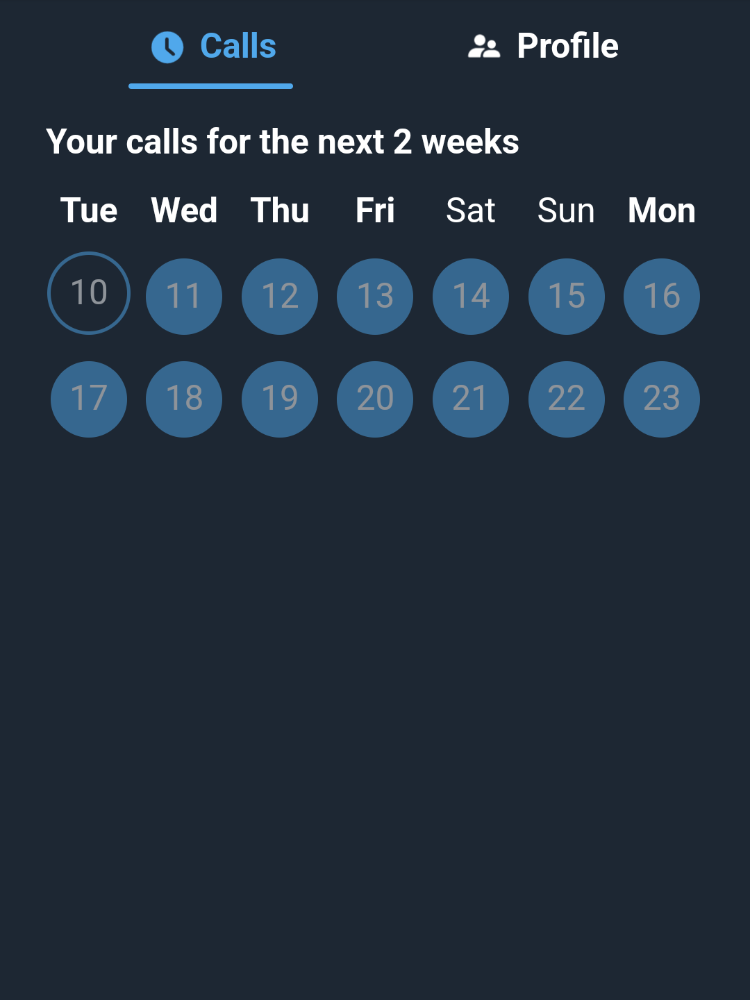 Calls Profile
Your calls for the next 2 weeks
Tue Wed Thu Fri Sat Sun Mon
10 11 12 13 14 15 16
17 18 19 20 21 22 23